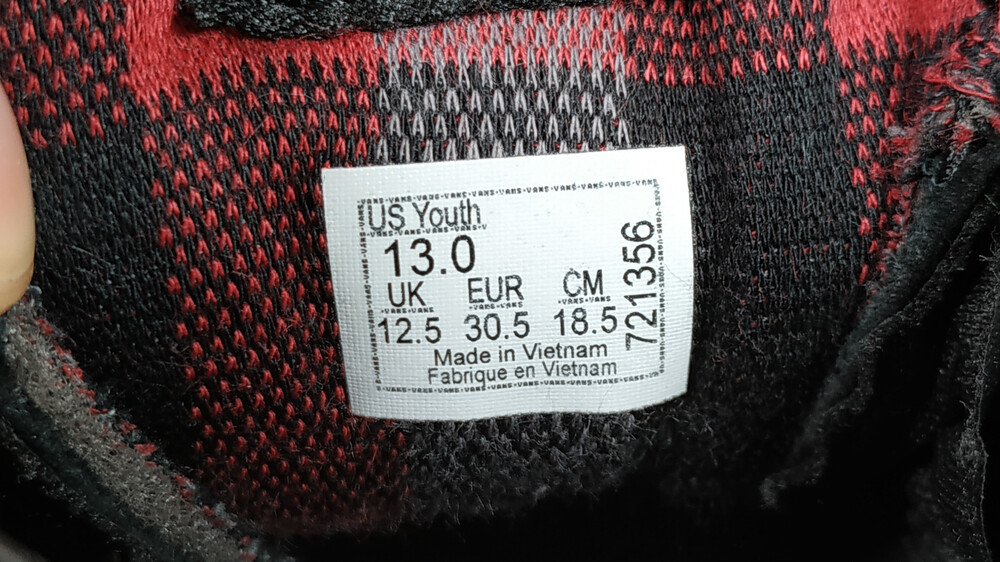 US Youth
13.0
UK EUR CM
12.5 30.5 18.5
Made in Vietnam
Fabrique en Vietnam
721356